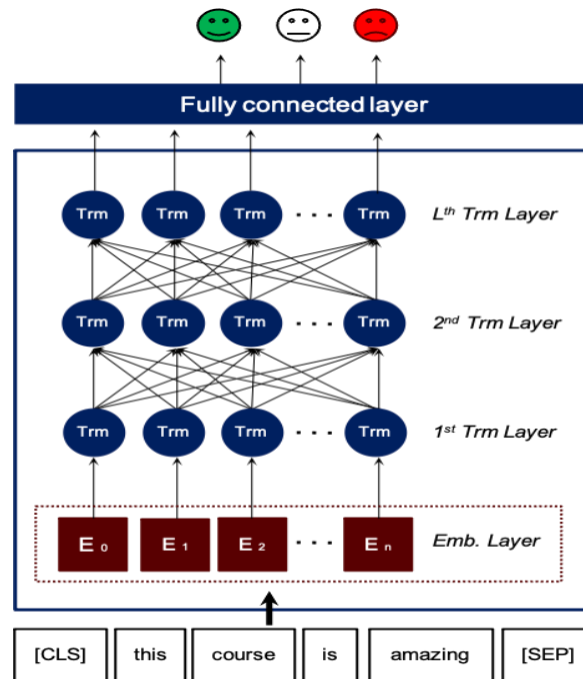 Fully connected layer
Trm Trm Trm · · · Trm Lᵗʰ Trm Layer
Trm Trm Trm · · · Trm 2ⁿᵈ Trm Layer
Trm Trm Trm · · · Trm 1ˢᵗ Trm Layer
E₀ E₁ E₂ · · · Eₙ Emb. Layer
[CLS] this course is amazing [SEP]